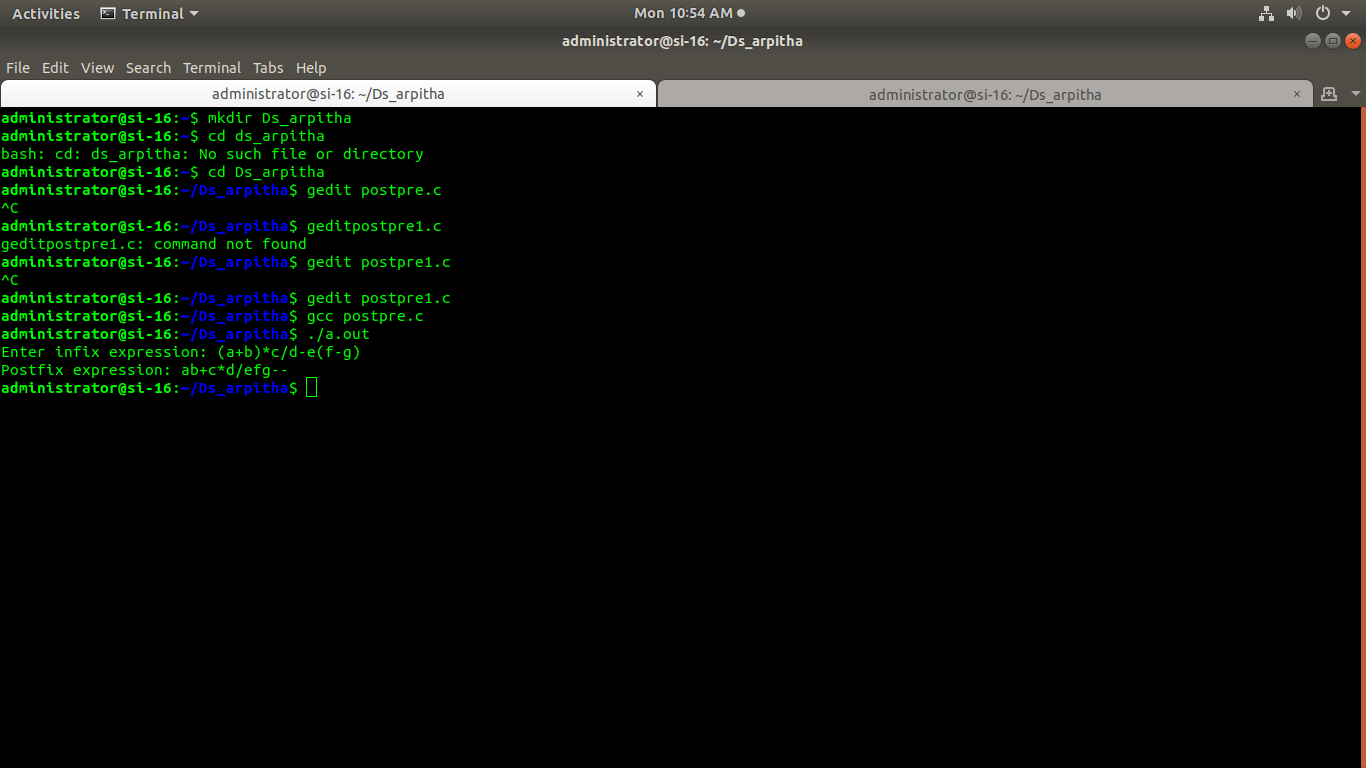 Activities Terminal Mon 10:54 AM
administrator@si-16: ~/Ds_arpitha
File Edit View Search Terminal Tabs Help
administrator@si-16: ~/Ds_arpitha × administrator@si-16: ~/Ds_arpitha ×
administrator@si-16:~$ mkdir Ds_arpitha
administrator@si-16:~$ cd ds_arpitha
bash: cd: ds_arpitha: No such file or directory
administrator@si-16:~$ cd Ds_arpitha
administrator@si-16:~/Ds_arpitha$ gedit postpre.c
^C
administrator@si-16:~/Ds_arpitha$ geditpostpre1.c
geditpostpre1.c: command not found
administrator@si-16:~/Ds_arpitha$ gedit postpre1.c
^C
administrator@si-16:~/Ds_arpitha$ gedit postpre1.c
administrator@si-16:~/Ds_arpitha$ gcc postpre.c
administrator@si-16:~/Ds_arpitha$ ./a.out
Enter infix expression: (a+b)*c/d-e(f-g)
Postfix expression: ab+c*d/efg--
administrator@si-16:~/Ds_arpitha$